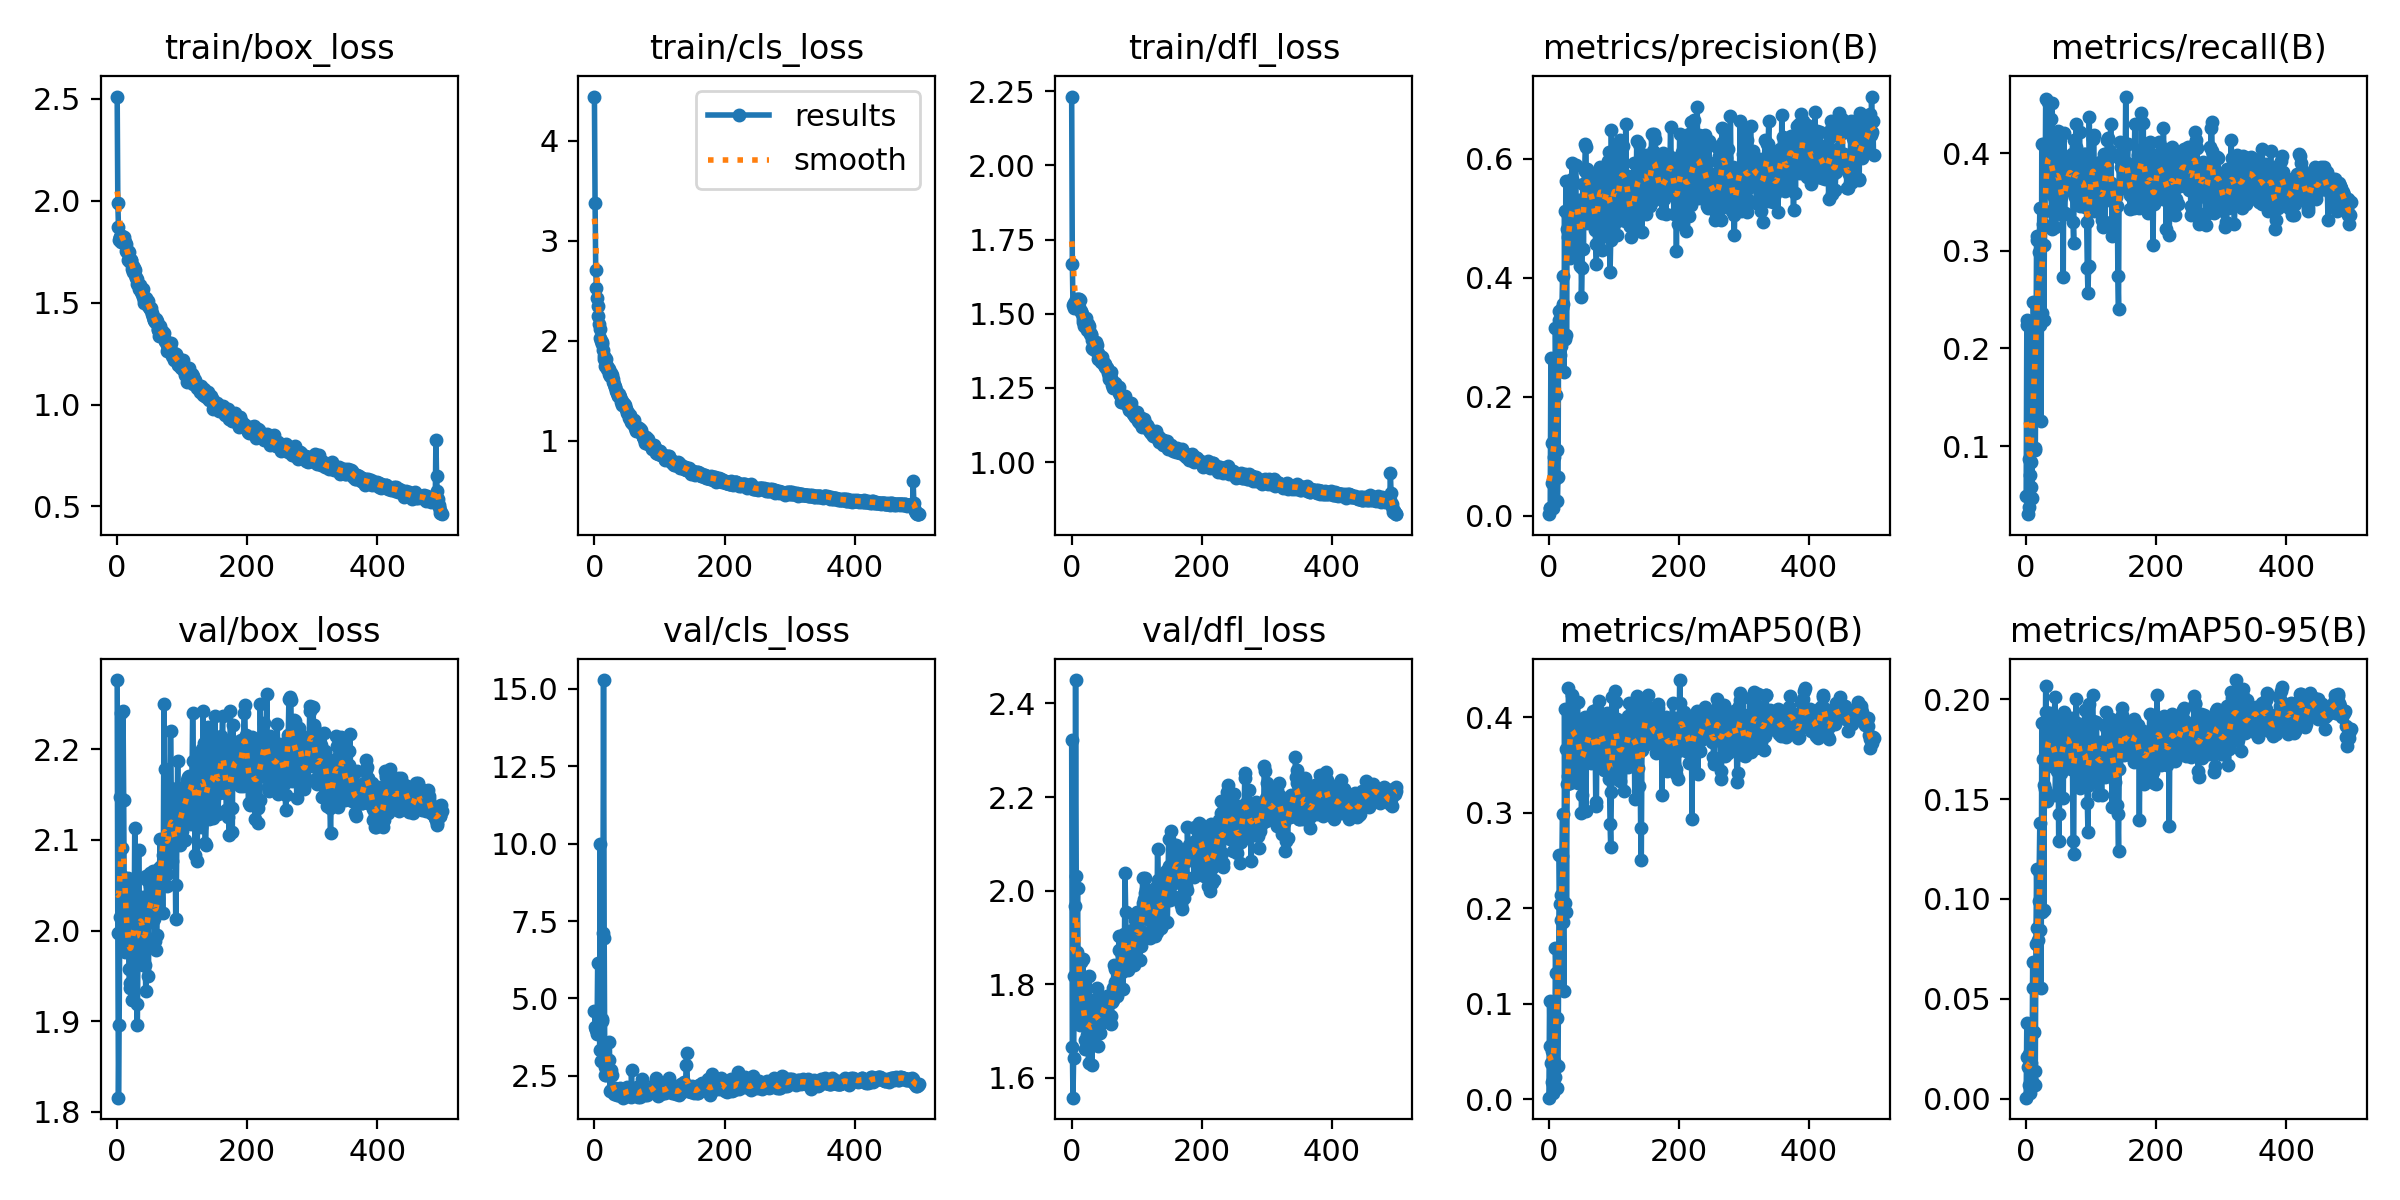 train/box_loss
2.5
2.0
1.5
1.0
0.5
0 200 400
train/cls_loss
results
smooth
4
3
2
1
0 200 400
train/dfl_loss
2.25
2.00
1.75
1.50
1.25
1.00
0 200 400
metrics/precision(B)
0.6
0.4
0.2
0.0
0 200 400
metrics/recall(B)
0.4
0.3
0.2
0.1
0 200 400
val/box_loss
2.2
2.1
2.0
1.9
1.8
0 200 400
val/cls_loss
15.0
12.5
10.0
7.5
5.0
2.5
0 200 400
val/dfl_loss
2.4
2.2
2.0
1.8
1.6
0 200 400
metrics/mAP50(B)
0.4
0.3
0.2
0.1
0.0
0 200 400
metrics/mAP50-95(B)
0.20
0.15
0.10
0.05
0.00
0 200 400